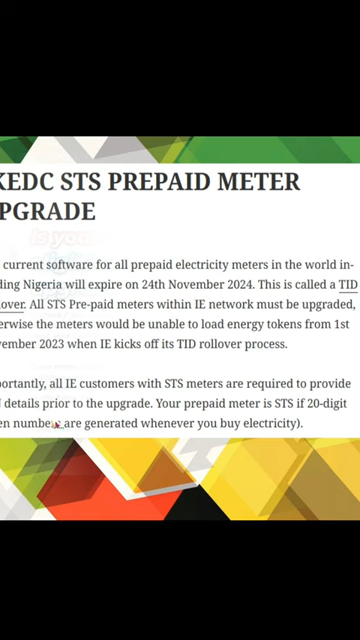 KEDC STS PREPAID METER
PGRADE
current software for all prepaid electricity meters in the world in-
ding Nigeria will expire on 24th November 2024. This is called a TID
lover. All STS Pre-paid meters within IE network must be upgraded,
erwise the meters would be unable to load energy tokens from 1st
vember 2023 when IE kicks off its TID rollover process.
portantly, all IE customers with STS meters are required to provide
details prior to the upgrade. Your prepaid meter is STS if 20-digit
en numbers are generated whenever you buy electricity).